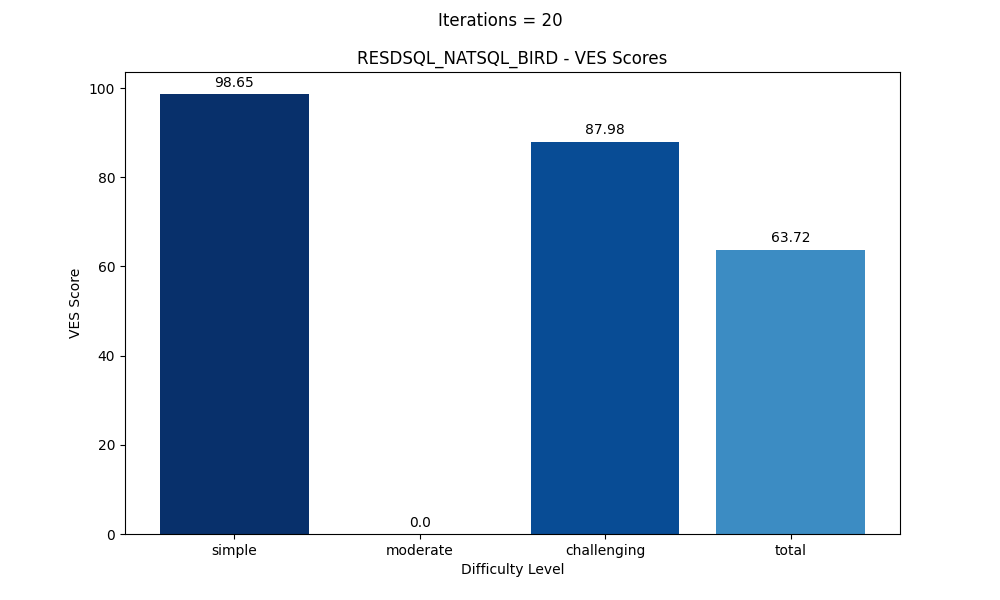 Iterations = 20
RESDSQL_NATSQL_BIRD - VES Scores
100
80
60
40
20
0
VES Score
98.65
0.0
87.98
63.72
simple
moderate
challenging
total
Difficulty Level